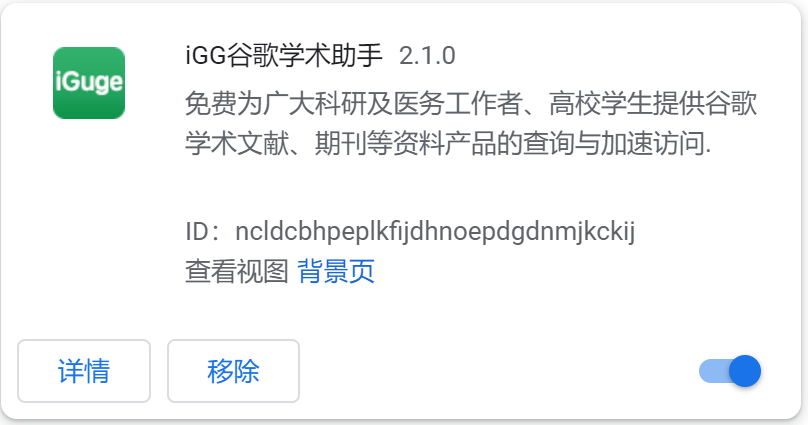 iGuge
iGG谷歌学术助手 2.1.0
免费为广大科研及医务工作者、高校学生提供谷歌
学术文献、期刊等资料产品的查询与加速访问.
ID：ncldcbhpeplkfijdhnoepdgdnmjkckij
查看视图 背景页
详情 移除